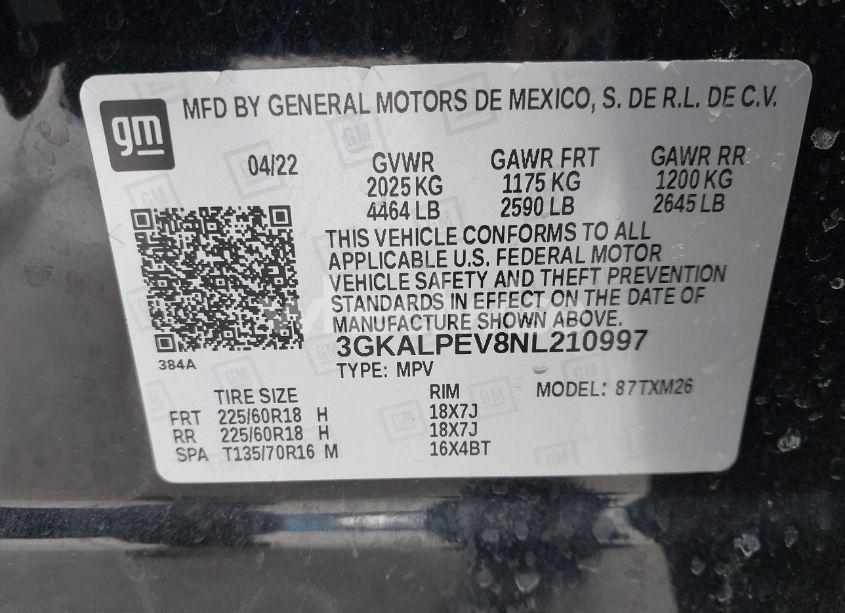 gm
MFD BY GENERAL MOTORS DE MEXICO, S. DE R.L. DE C.V.
04/22 GVWR GAWR FRT GAWR RR
2025 KG 1175 KG 1200 KG
4464 LB 2590 LB 2645 LB
THIS VEHICLE CONFORMS TO ALL
APPLICABLE U.S. FEDERAL MOTOR
VEHICLE SAFETY AND THEFT PREVENTION
STANDARDS IN EFFECT ON THE DATE OF
MANUFACTURE SHOWN ABOVE.
384A
3GKALPEV8NL210997
TYPE: MPV
MODEL: 87TXM26
TIRE SIZE RIM
FRT 225/60R18 H 18X7J
RR 225/60R18 H 18X7J
SPA T135/70R16 M 16X4BT